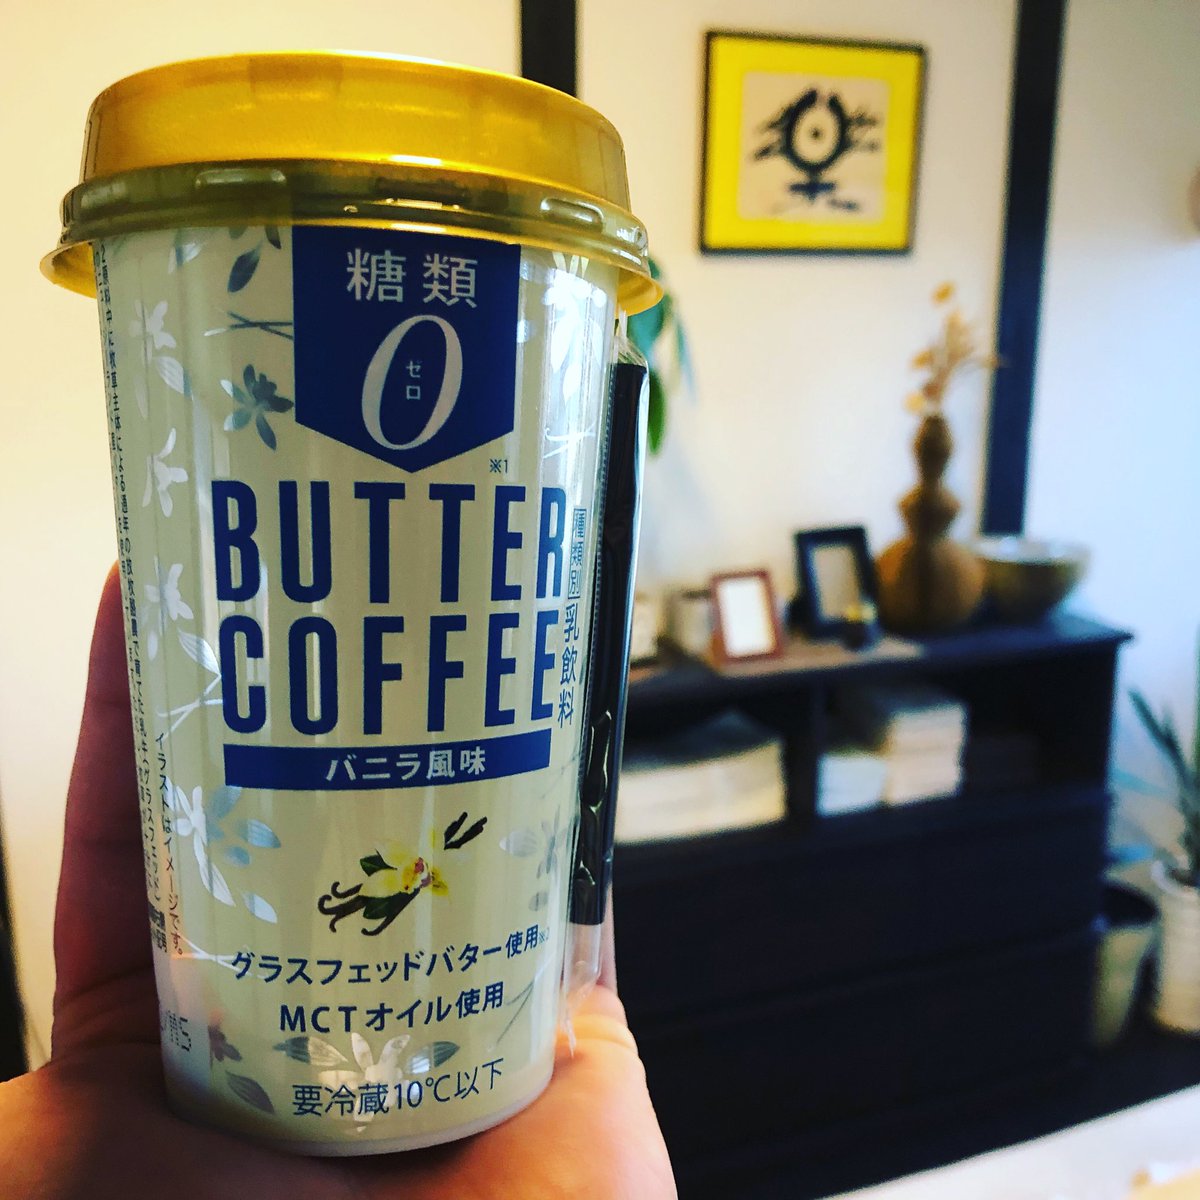 糖類
0
ゼロ
※1
BUTTER
COFFEE
種類別 乳飲料
バニラ風味
イラストはイメージです。
グラスフェッドバター使用※2
MCTオイル使用
要冷蔵10℃以下